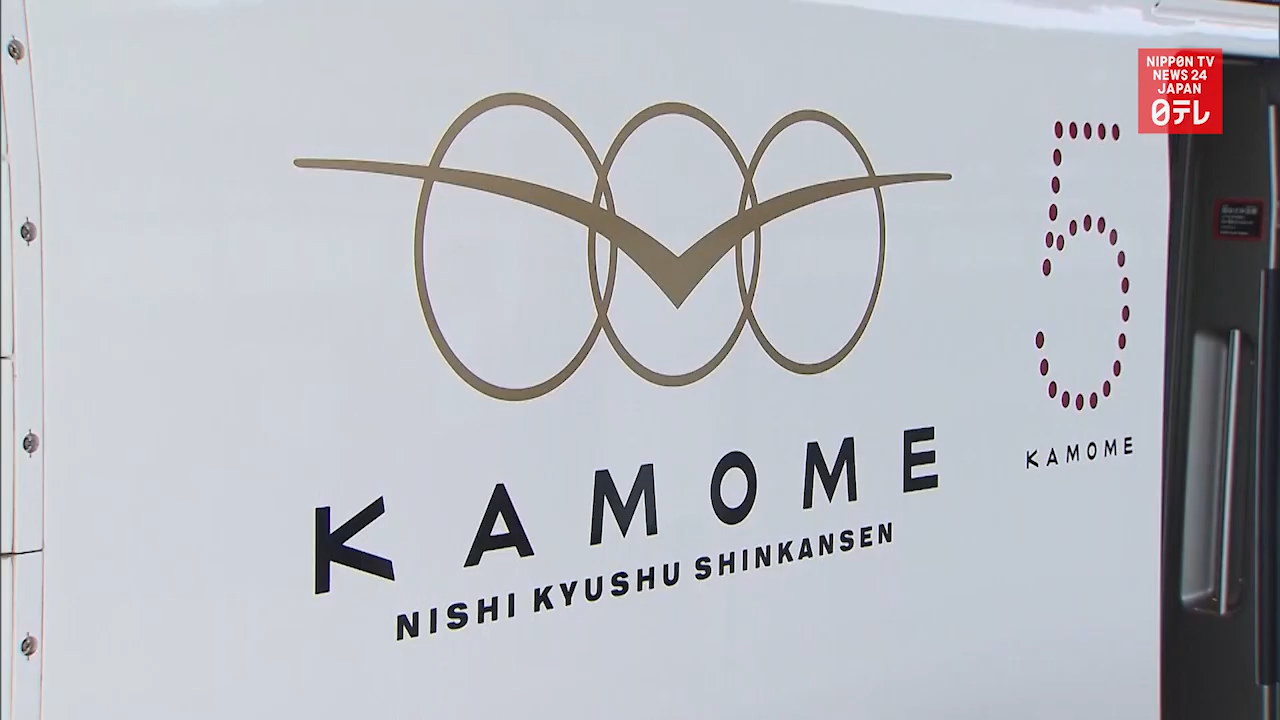 NIPPON TV
NEWS 24
JAPAN
日テレ
5
KAMOME
KAMOME
NISHI KYUSHU SHINKANSEN